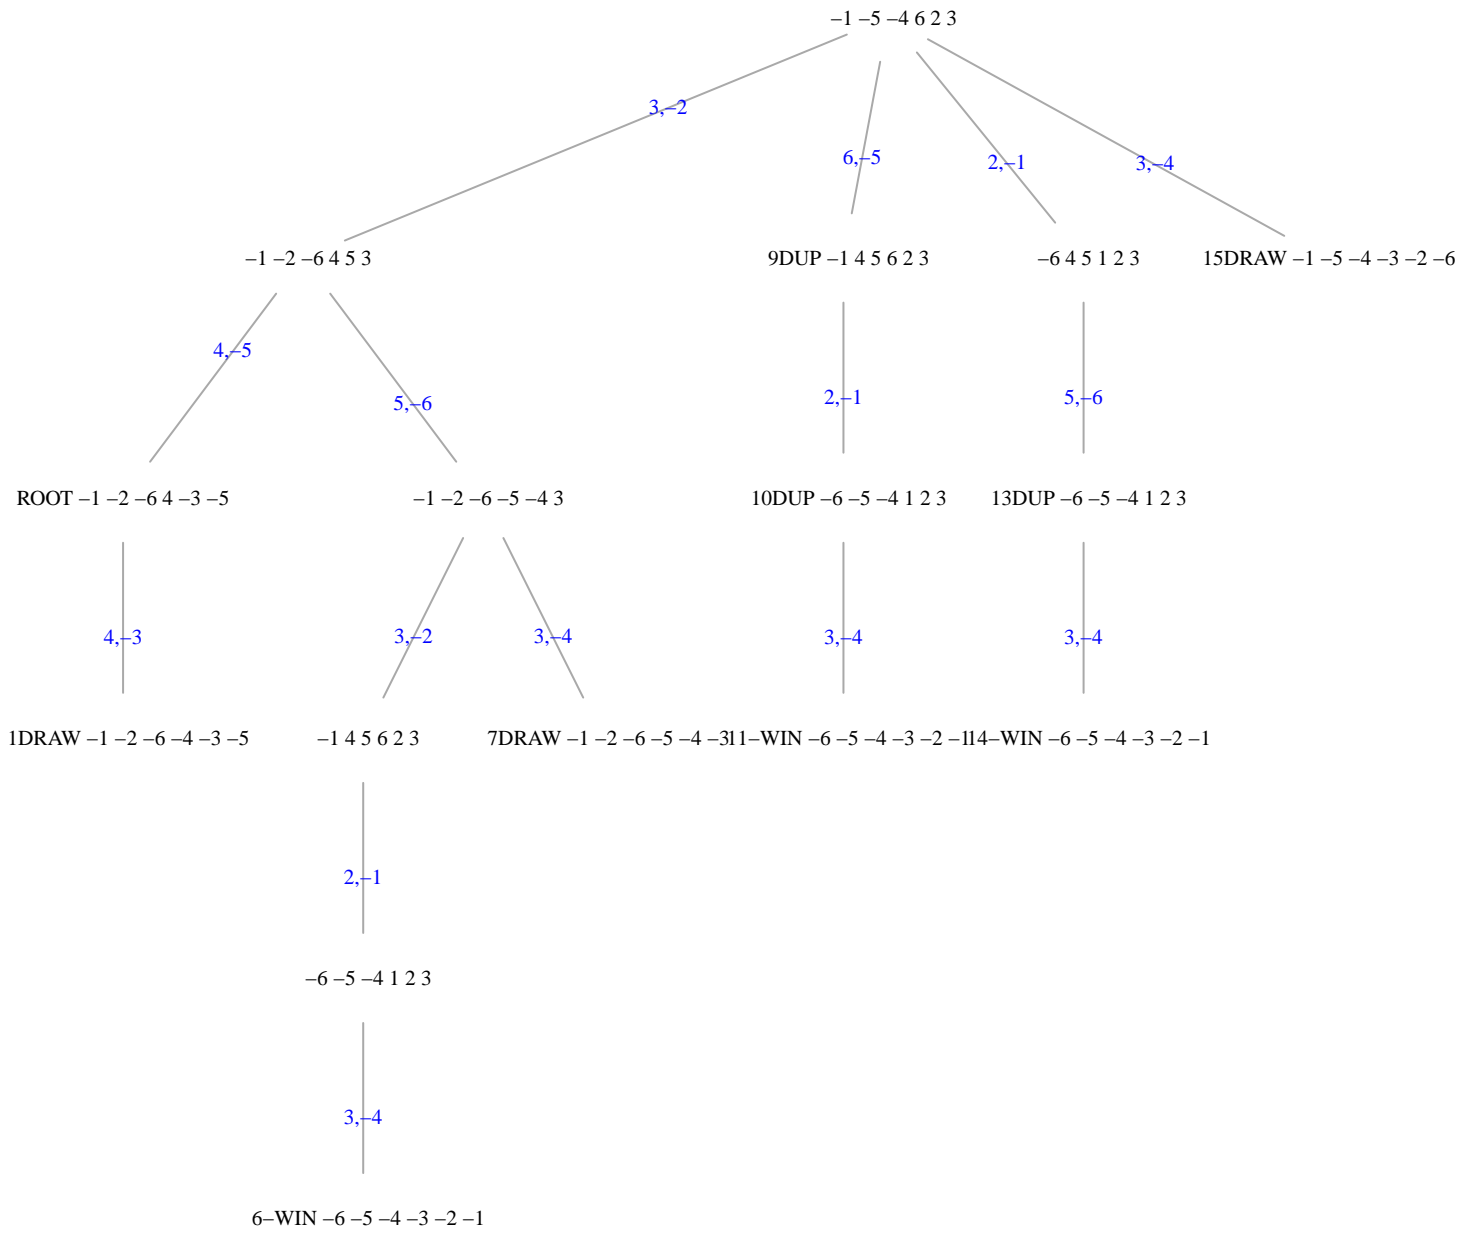 –1 –5 –4 6 2 3
3,–2
6,–5
2,–1
3,–4
–1 –2 –6 4 5 3
9DUP –1 4 5 6 2 3
–6 4 5 1 2 3
15DRAW –1 –5 –4 –3 –2 –6
4,–5
5,–6
2,–1
5,–6
ROOT –1 –2 –6 4 –3 –5
–1 –2 –6 –5 –4 3
10DUP –6 –5 –4 1 2 3
13DUP –6 –5 –4 1 2 3
4,–3
3,–2
3,–4
3,–4
3,–4
1DRAW –1 –2 –6 –4 –3 –5
–1 4 5 6 2 3
7DRAW –1 –2 –6 –5 –4 –3
11–WIN –6 –5 –4 –3 –2 –1
14–WIN –6 –5 –4 –3 –2 –1
2,–1
–6 –5 –4 1 2 3
3,–4
6–WIN –6 –5 –4 –3 –2 –1